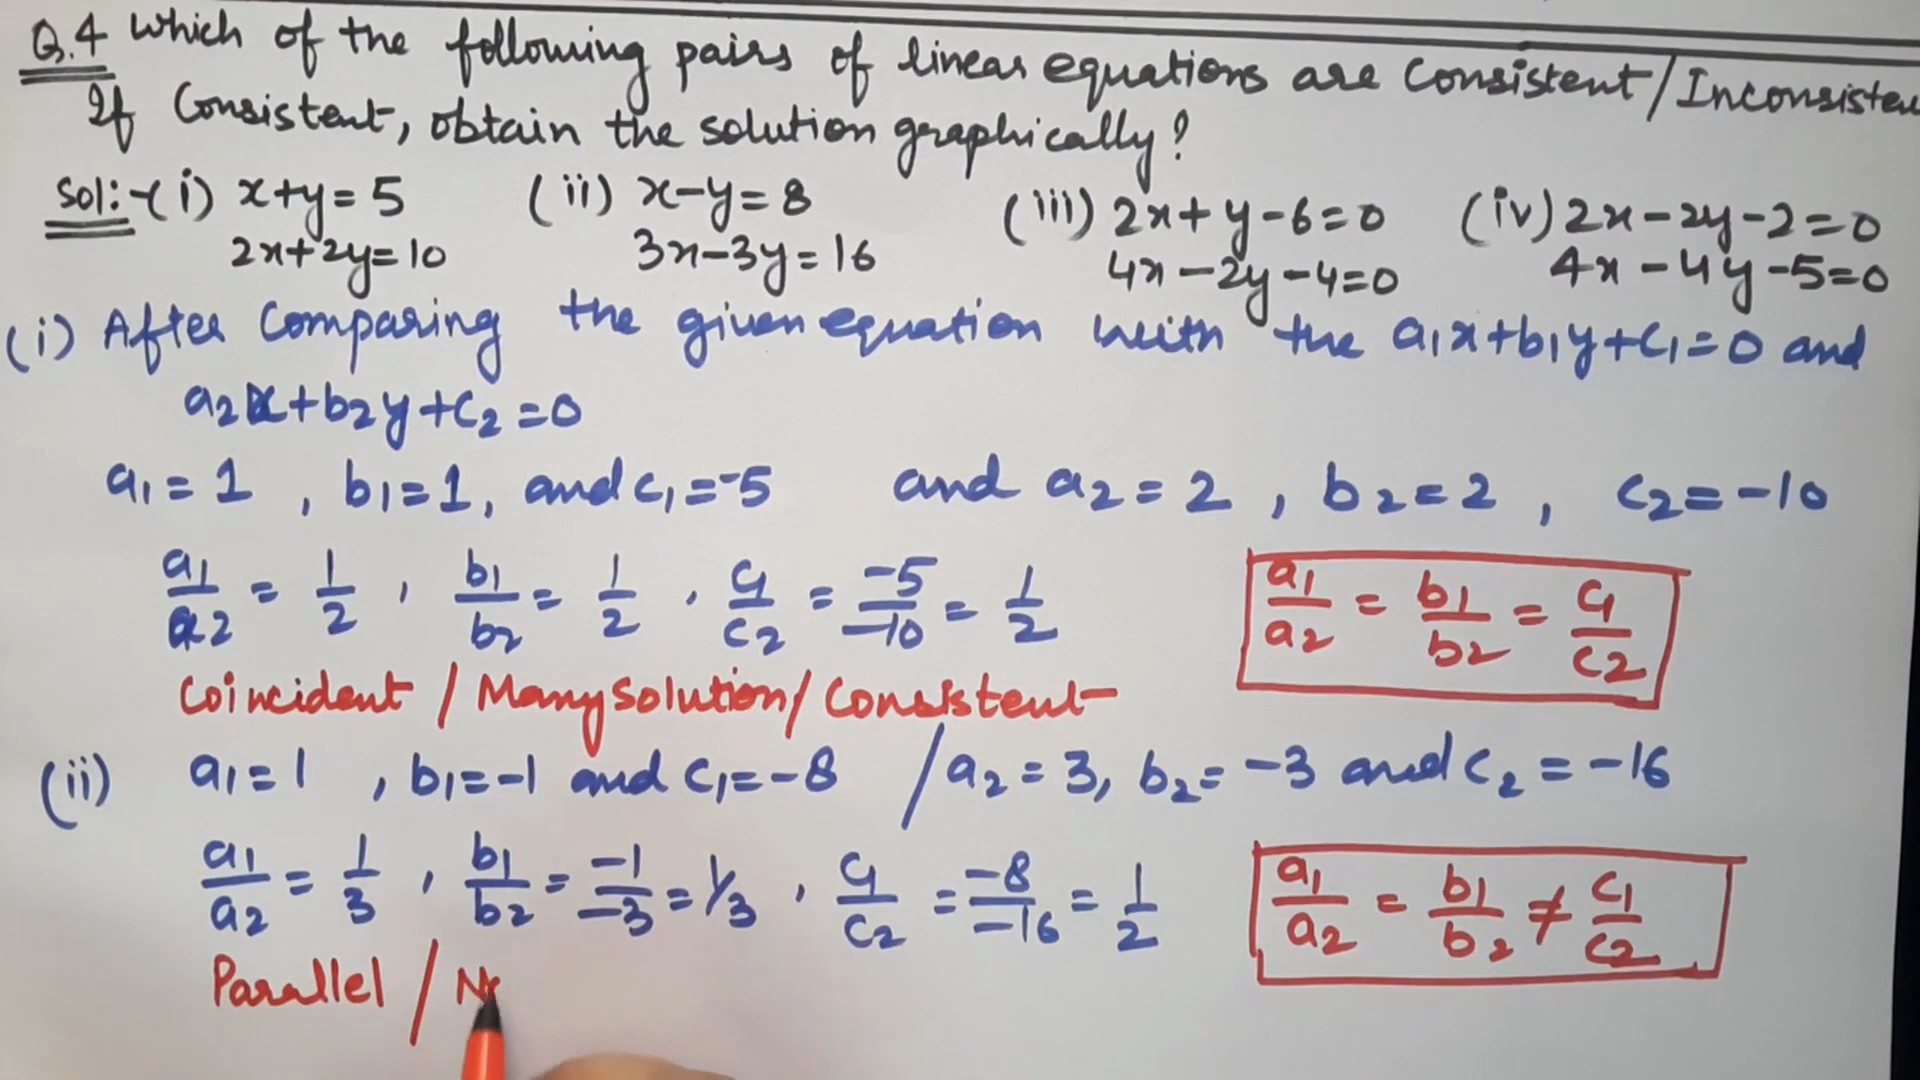 Q.4 Which of the following pairs of linear equations are Consistent/Inconsisten
If Consistent, obtain the solution graphically?
Sol:- (i) x+y=5 (ii) x-y=8 (iii) 2x+y-6=0 (iv) 2x-2y-2=0
2x+2y=10 3x-3y=16 4x-2y-4=0 4x-4y-5=0
(i) After Comparing the given equation with the a1x+b1y+c1=0 and
a2x+b2y+c2=0
a1=1, b1=1, and c1=-5 and a2=2, b2=2, c2=-10
a1/a2 = 1/2, b1/b2 = 1/2, c1/c2 = -5/-10 = 1/2 a1/a2 = b1/b2 = c1/c2
Coincident / Many Solution / Consistent
(ii) a1=1, b1=-1 and c1=-8 / a2=3, b2=-3 and c2=-16
a1/a2 = 1/3, b1/b2 = -1/-3 = 1/3, c1/c2 = -8/-16 = 1/2 a1/a2 = b1/b2 ≠ c1/c2
Parallel / No